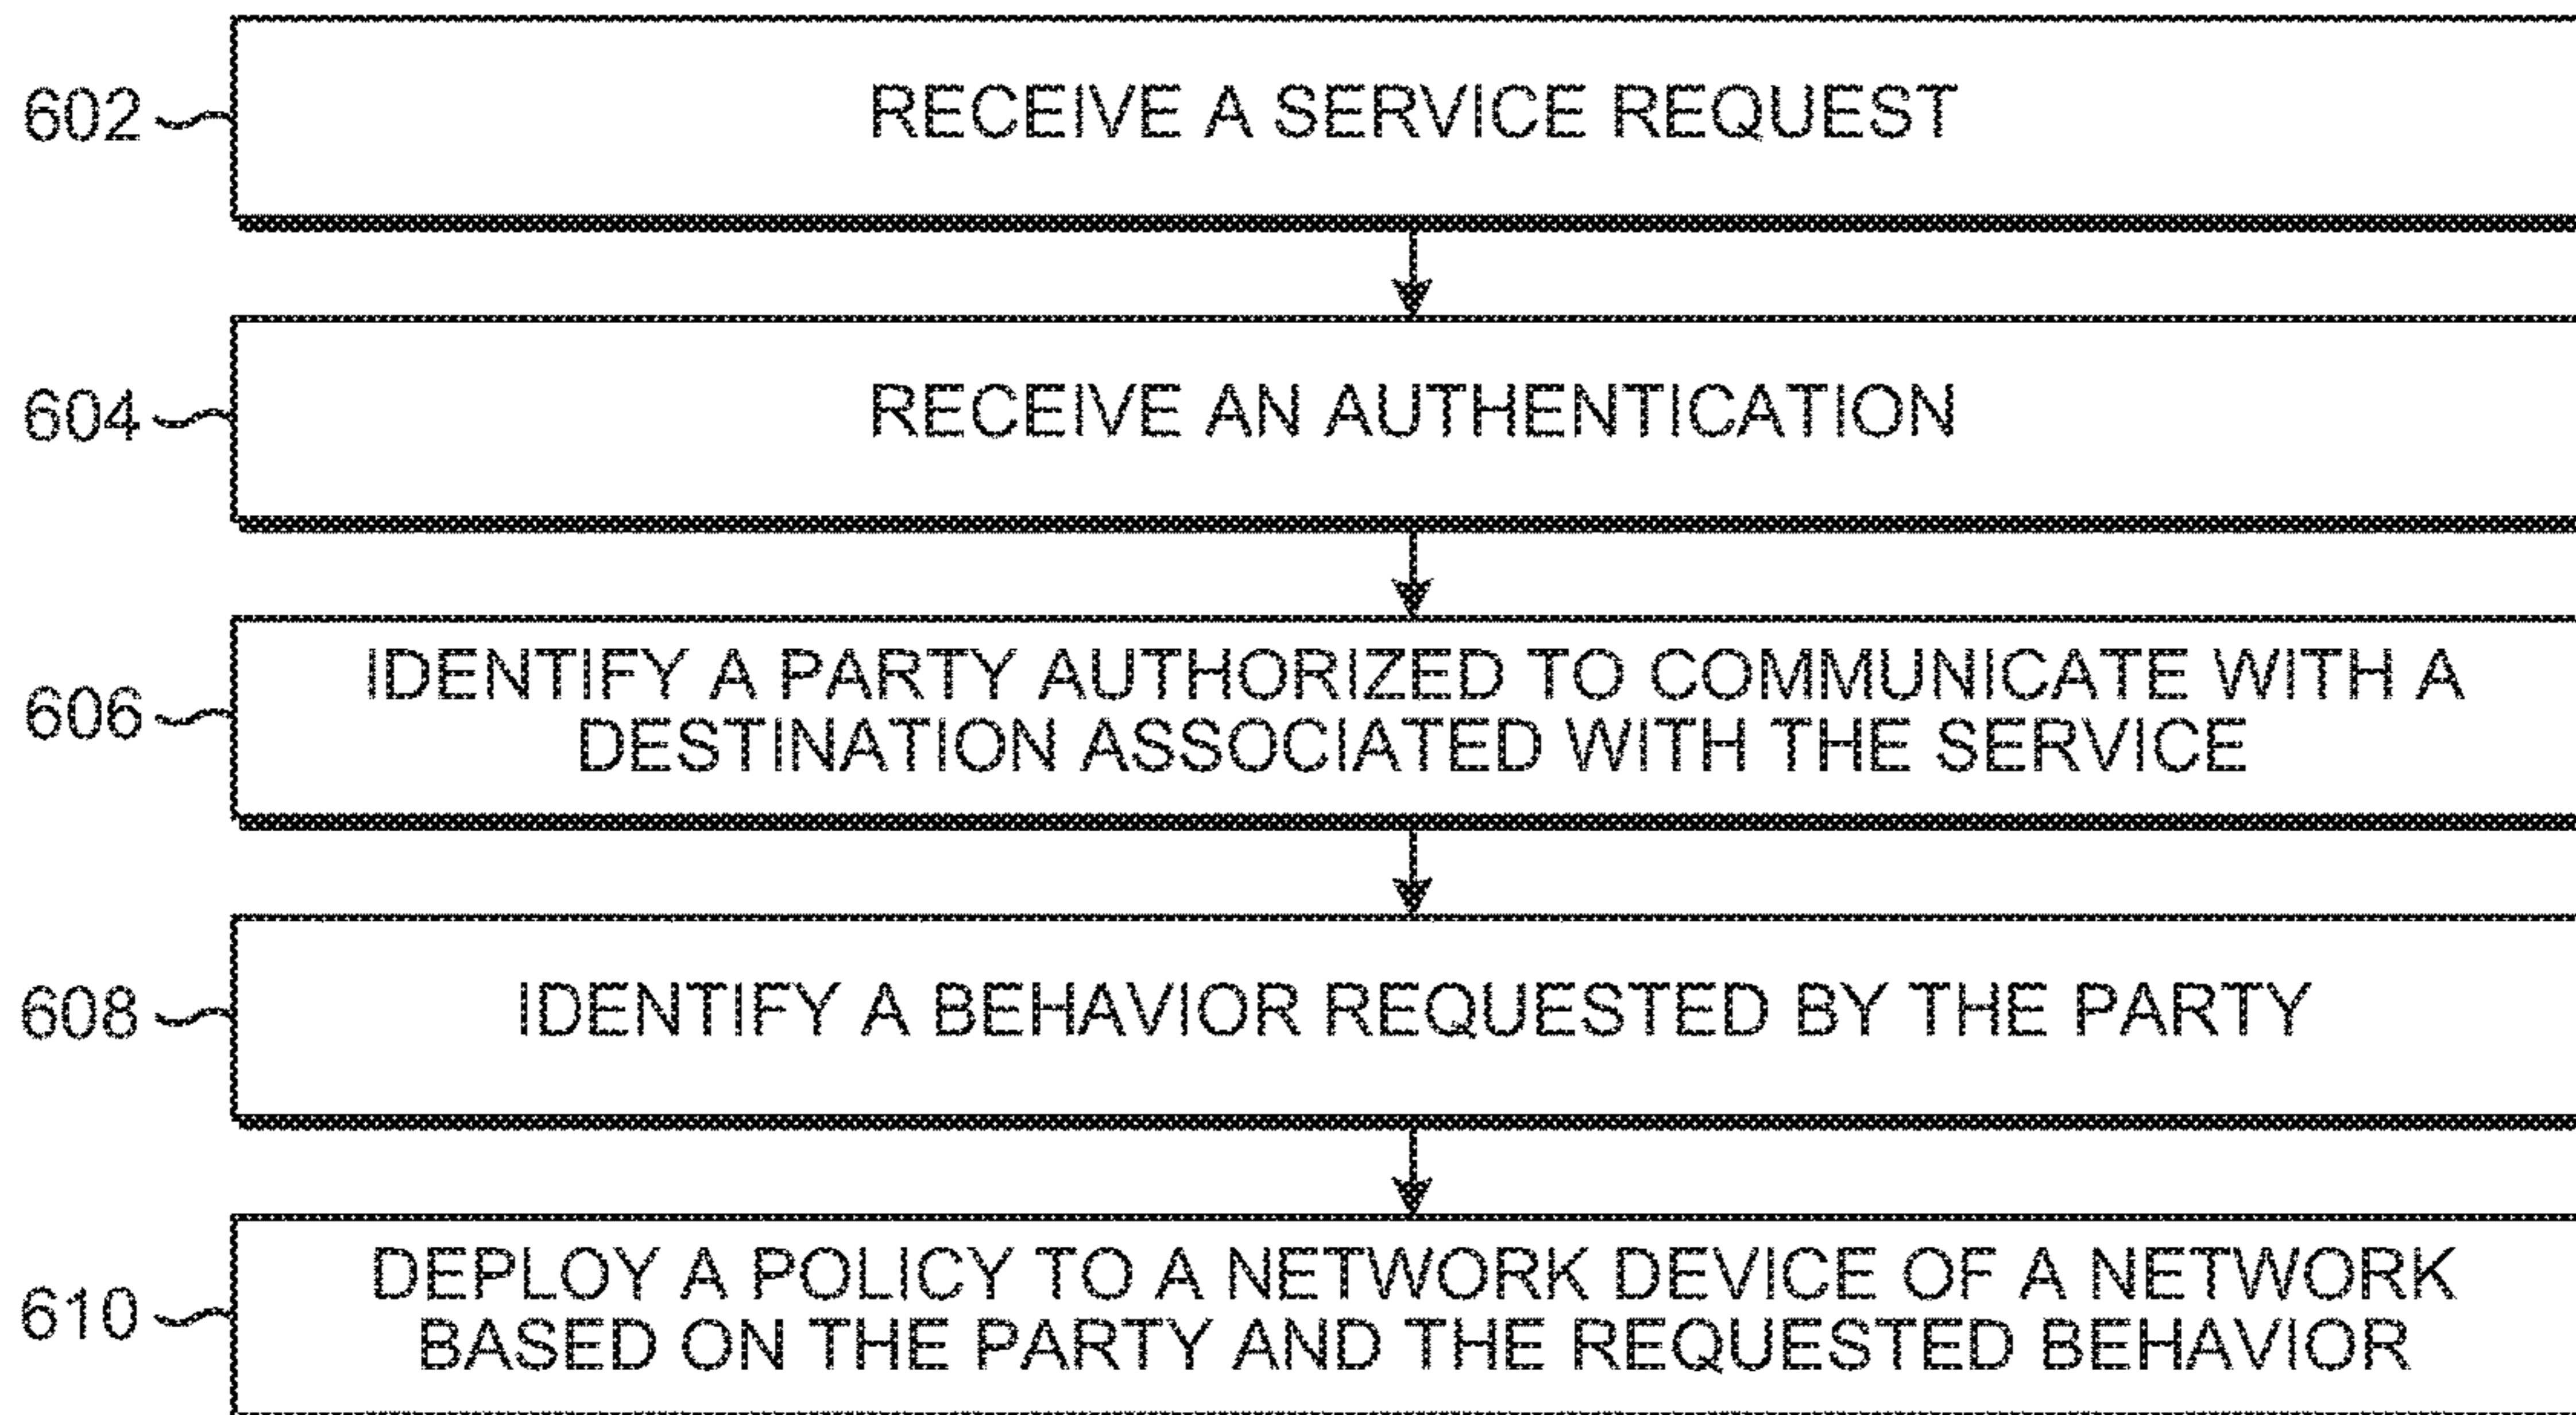 602
RECEIVE A SERVICE REQUEST
604
RECEIVE AN AUTHENTICATION
606
IDENTIFY A PARTY AUTHORIZED TO COMMUNICATE WITH A
DESTINATION ASSOCIATED WITH THE SERVICE
608
IDENTIFY A BEHAVIOR REQUESTED BY THE PARTY
610
DEPLOY A POLICY TO A NETWORK DEVICE OF A NETWORK
BASED ON THE PARTY AND THE REQUESTED BEHAVIOR